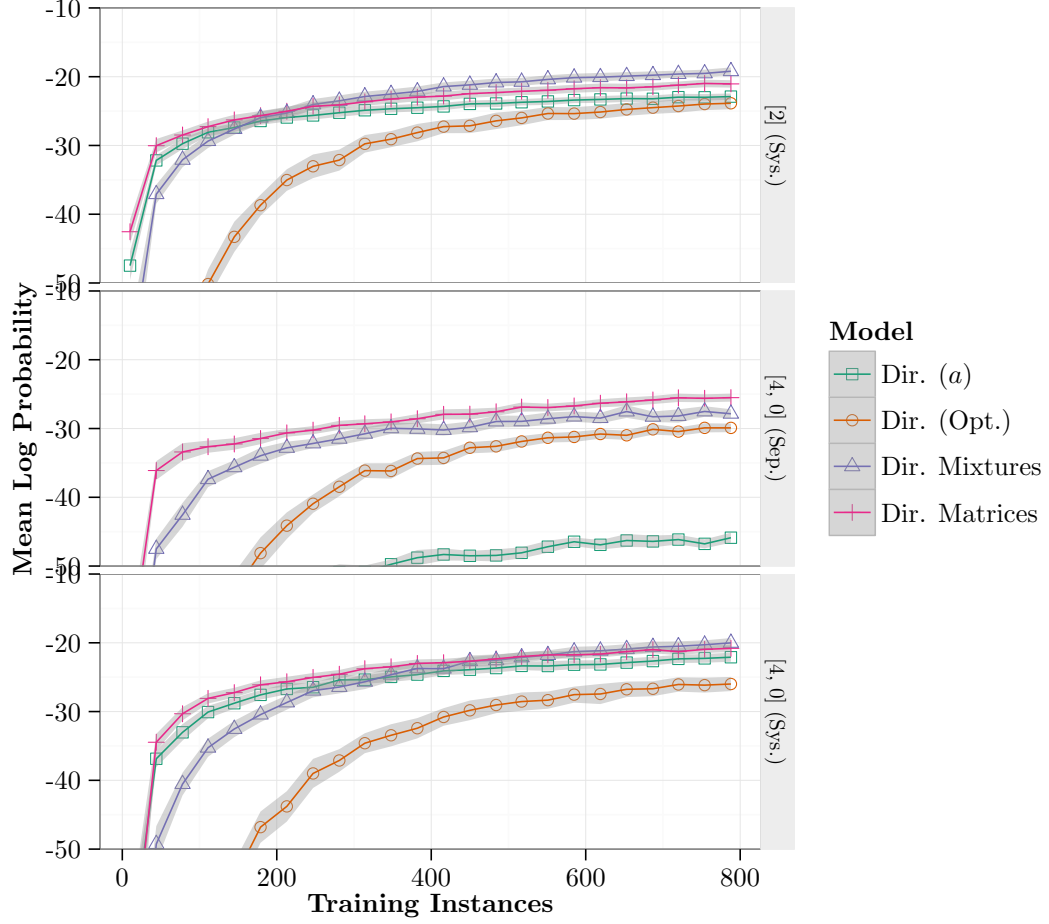 -10
-20
-30
-40
-50
[2] (Sys.)
-10
-20
-30
-40
-50
[4, 0] (Sep.)
-10
-20
-30
-40
-50
[4, 0] (Sys.)
Mean Log Probability
0
200
400
600
800
Training Instances
Model
Dir. (a)
Dir. (Opt.)
Dir. Mixtures
Dir. Matrices